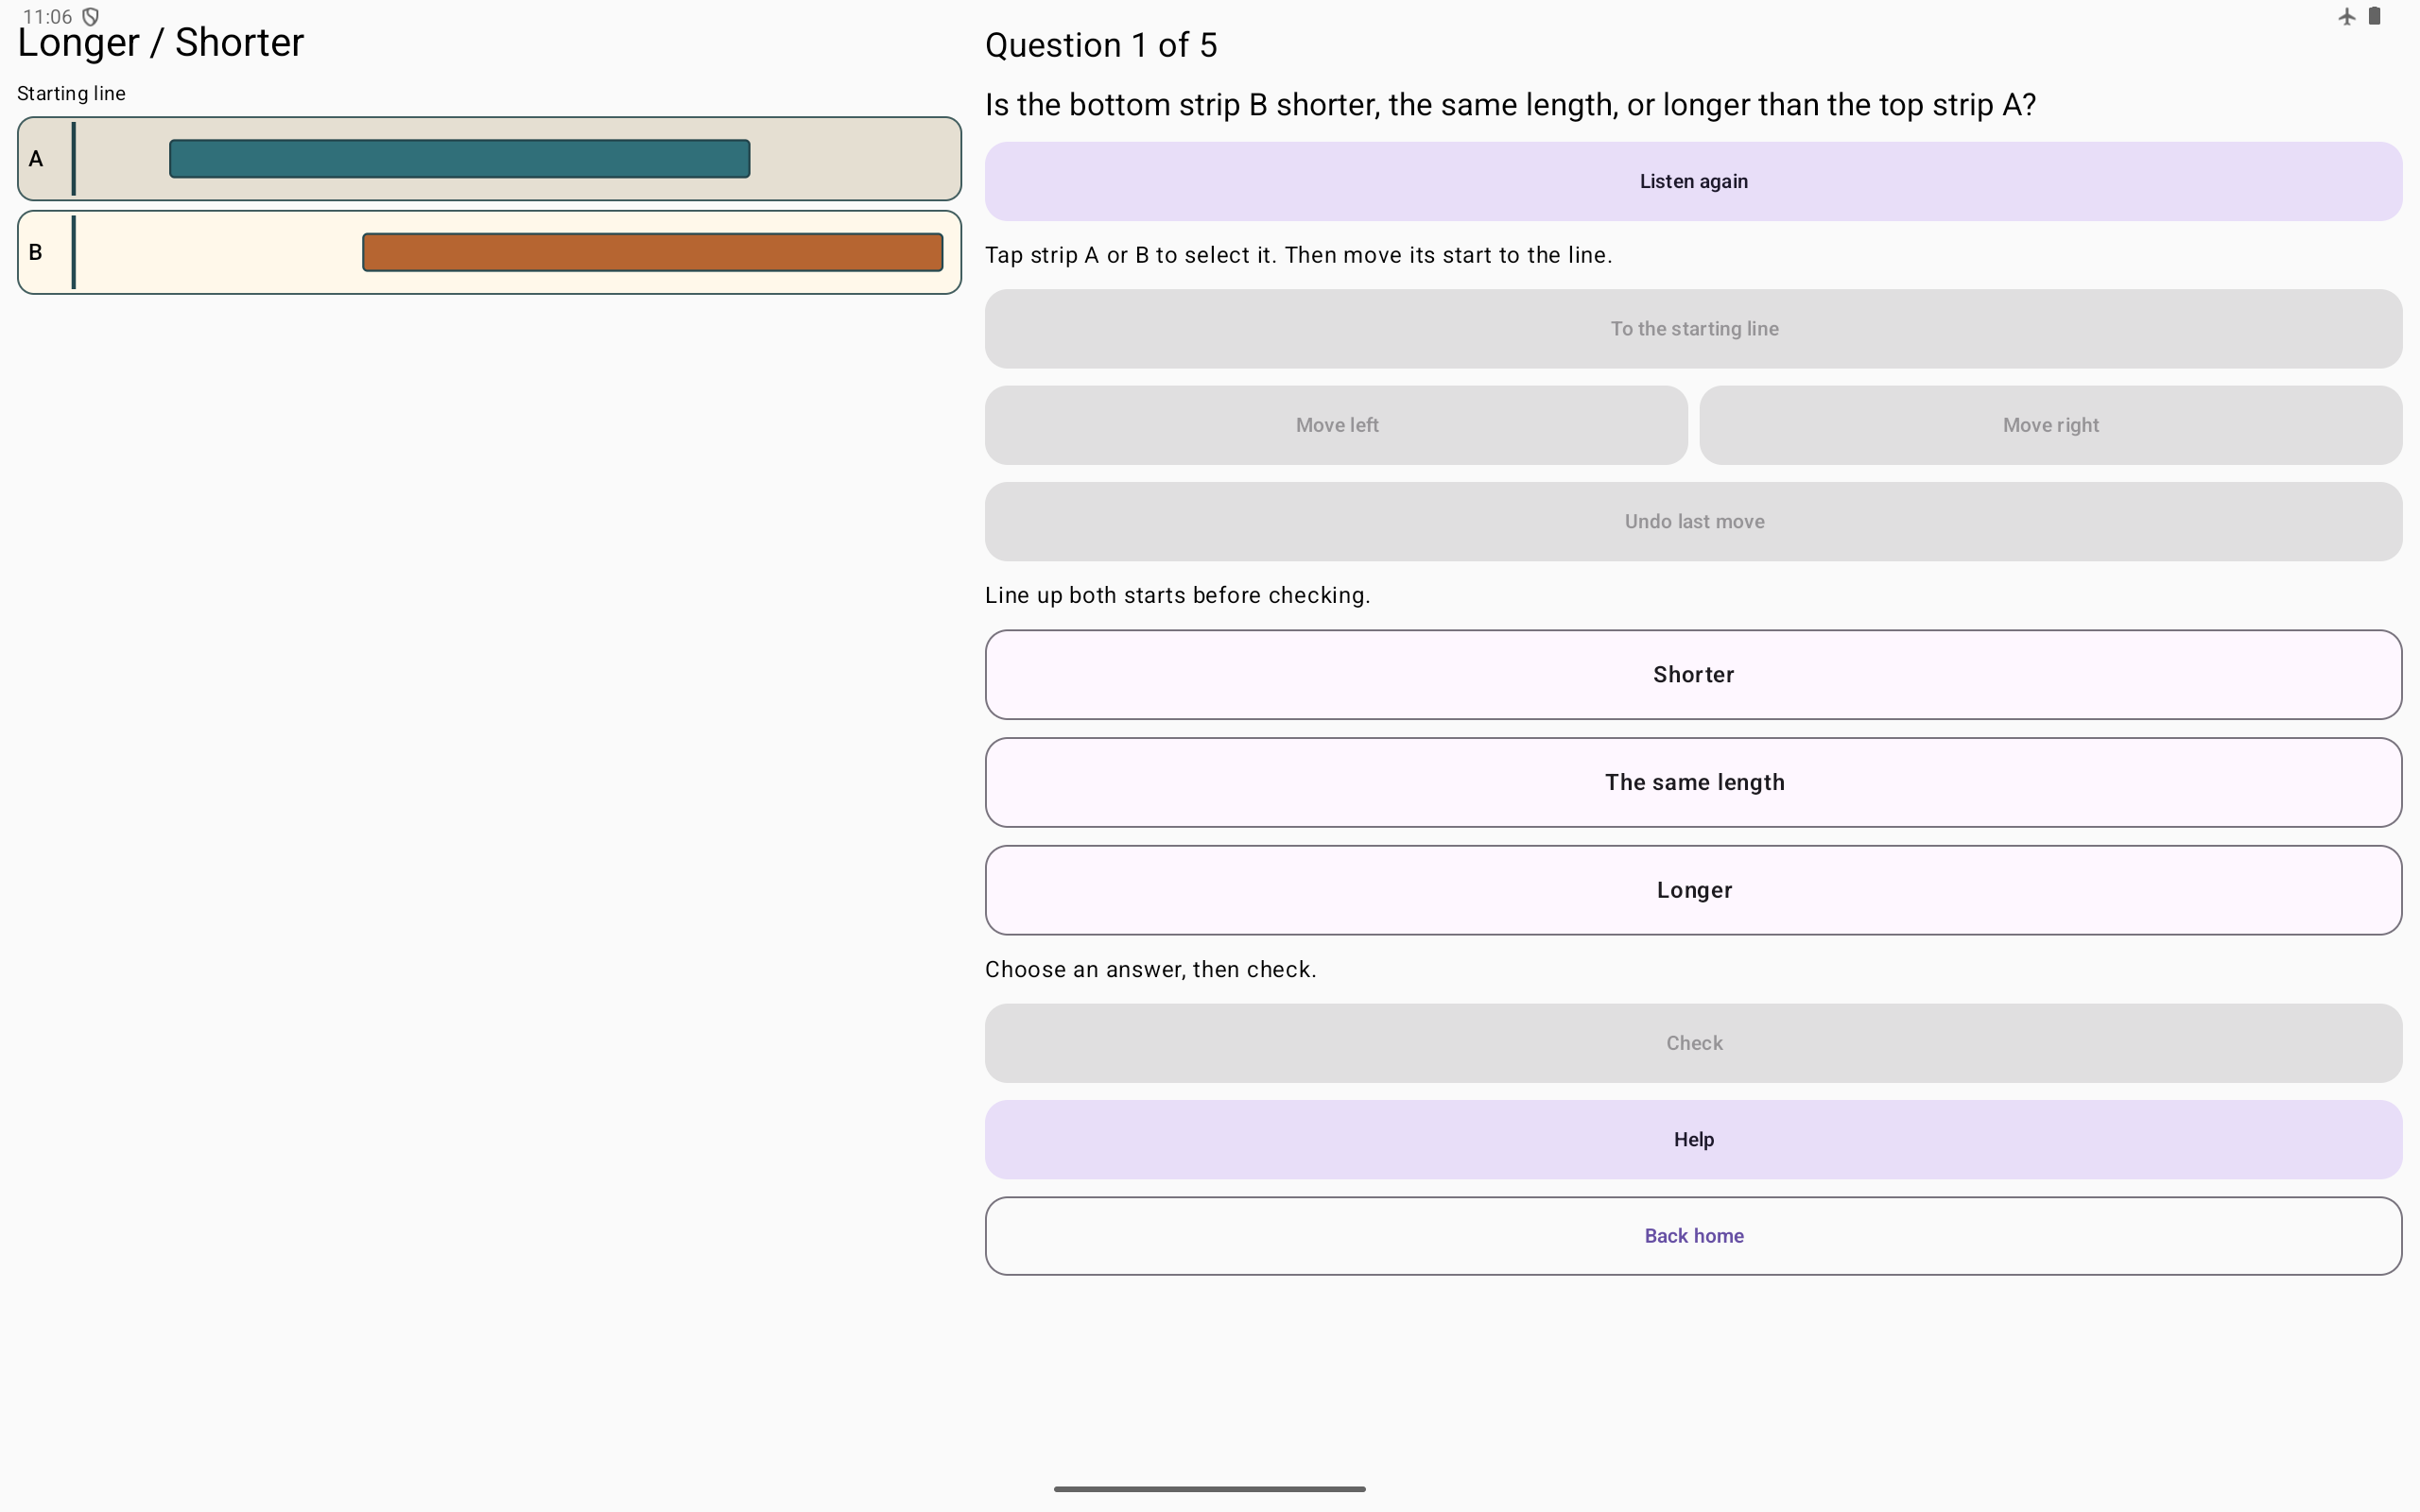 11:06
Longer / Shorter
Starting line
A
B
Question 1 of 5
Is the bottom strip B shorter, the same length, or longer than the top strip A?
Listen again
Tap strip A or B to select it. Then move its start to the line.
To the starting line
Move left
Move right
Undo last move
Line up both starts before checking.
Shorter
The same length
Longer
Choose an answer, then check.
Check
Help
Back home